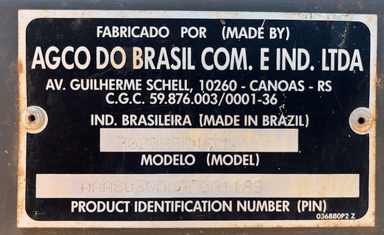 FABRICADO POR (MADE BY)
AGCO DO BRASIL COM. E IND. LTDA
AV. GUILHERME SCHELL, 10260 - CANOAS - RS
C.G.C. 59.876.003/0001-36
IND. BRASILEIRA (MADE IN BRAZIL)
MODELO (MODEL)
PRODUCT IDENTIFICATION NUMBER (PIN)
036880P2 Z